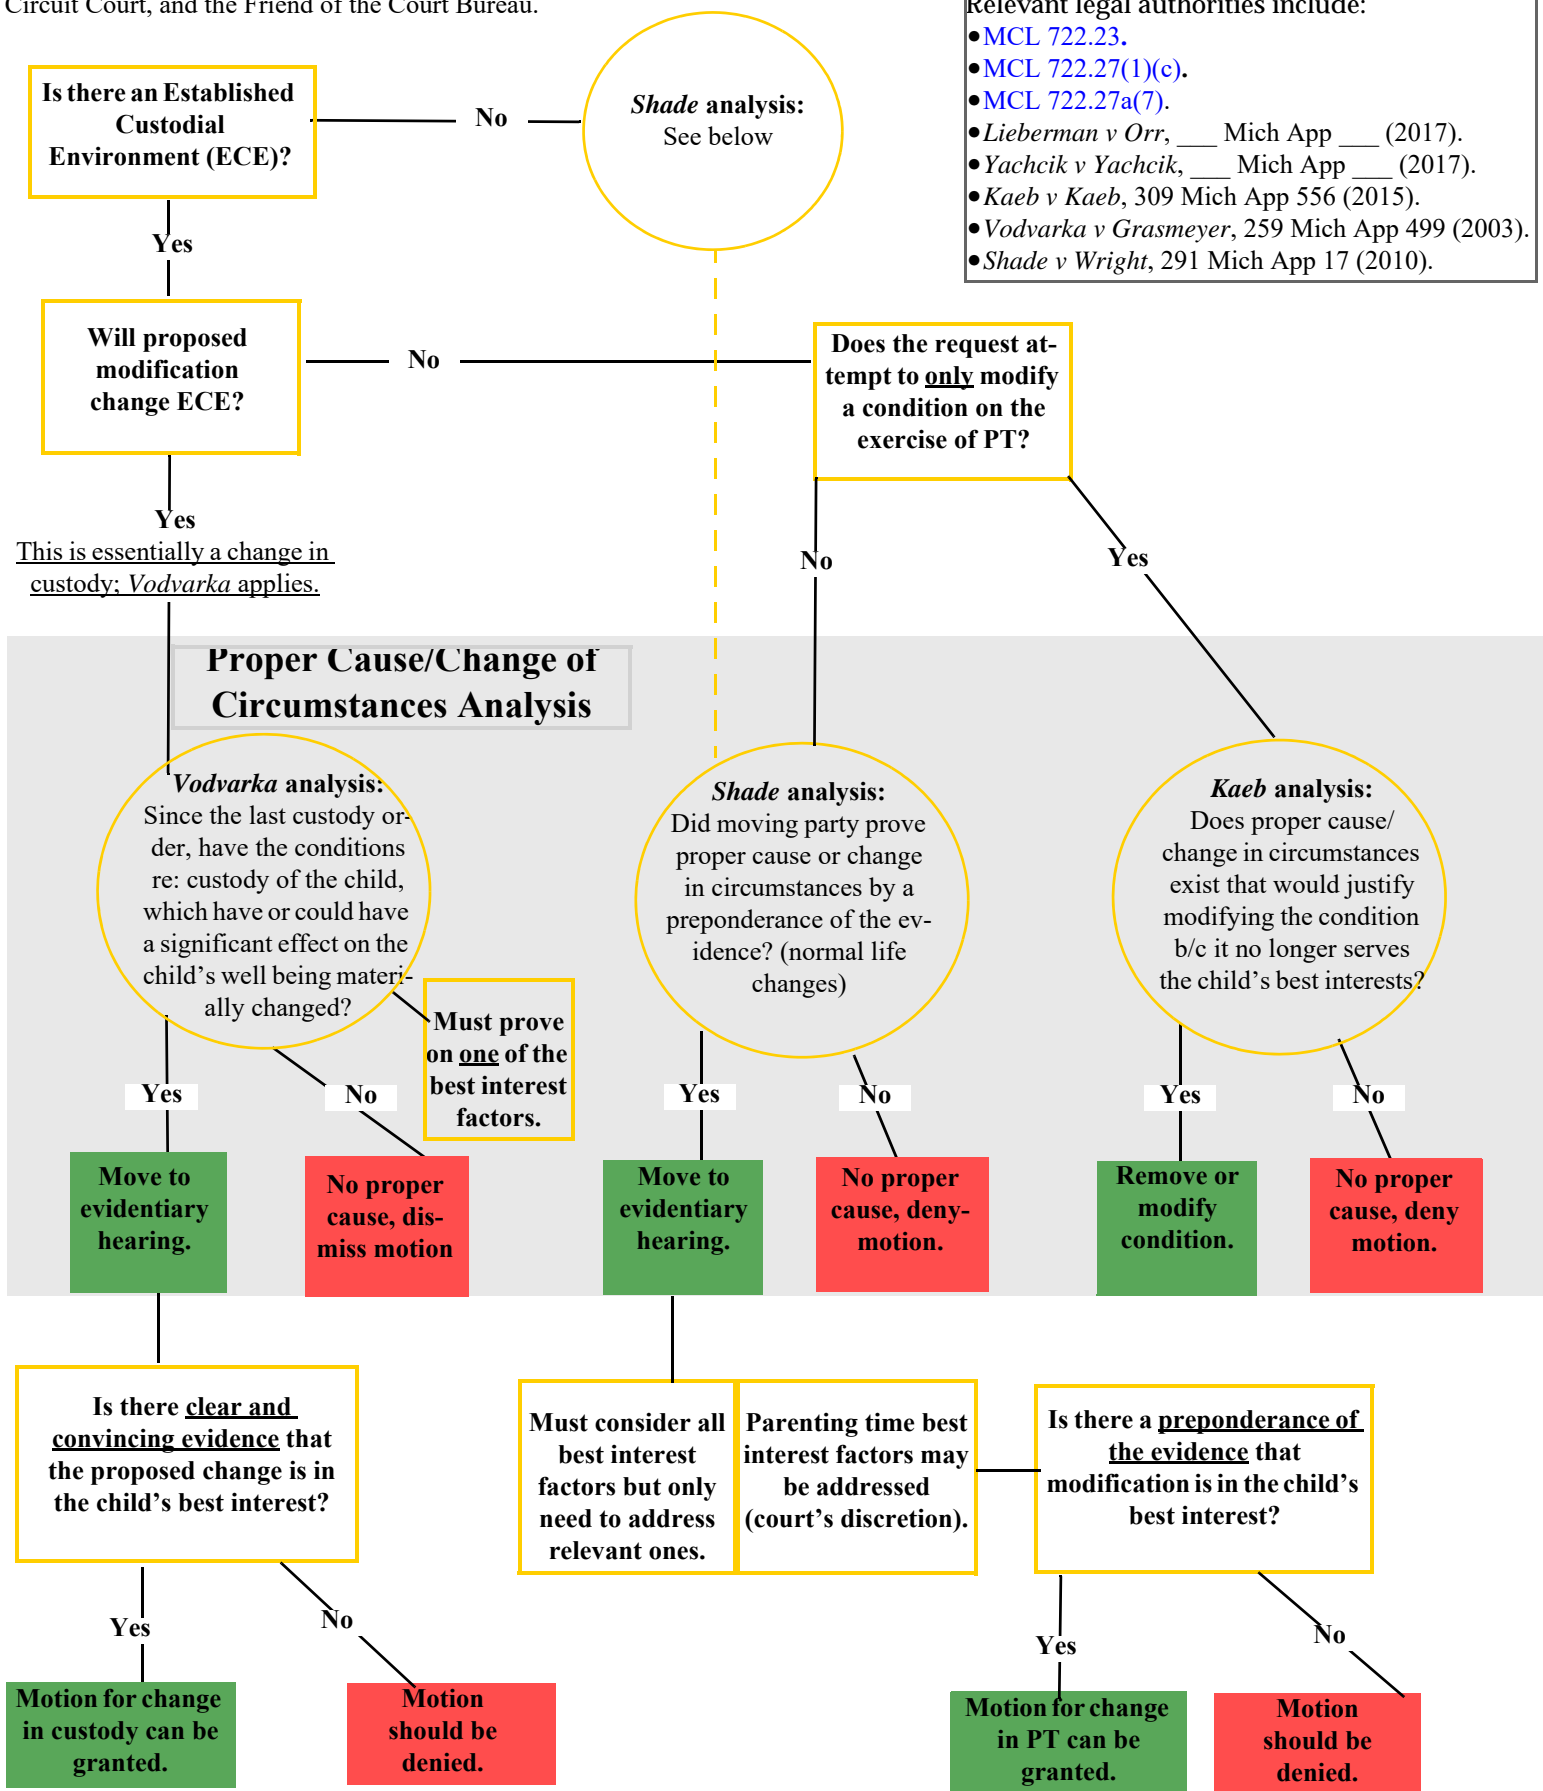 Circuit Court, and the Friend of the Court Bureau.
Relevant legal authorities include:
•MCL 722.23.
•MCL 722.27(1)(c).
•MCL 722.27a(7).
•Lieberman v Orr, ___ Mich App ___ (2017).
•Yachcik v Yachcik, ___ Mich App ___ (2017).
•Kaeb v Kaeb, 309 Mich App 556 (2015).
•Vodvarka v Grasmeyer, 259 Mich App 499 (2003).
•Shade v Wright, 291 Mich App 17 (2010).
Is there an Established
Custodial
Environment (ECE)?
No
Shade analysis:
See below
Yes
Will proposed
modification
change ECE?
No
Does the request at-
tempt to only modify
a condition on the
exercise of PT?
Yes
This is essentially a change in
custody; Vodvarka applies.
No
Yes
Proper Cause/Change of
Circumstances Analysis
Vodvarka analysis:
Since the last custody or-
der, have the conditions
re: custody of the child,
which have or could have
a significant effect on the
child's well being materi-
ally changed?
Must prove
on one of the
best interest
factors.
Shade analysis:
Did moving party prove
proper cause or change
in circumstances by a
preponderance of the ev-
idence? (normal life
changes)
Kaeb analysis:
Does proper cause/
change in circumstances
exist that would justify
modifying the condition
b/c it no longer serves
the child's best interests?
Yes
No
Yes
No
Yes
No
Move to
evidentiary
hearing.
No proper
cause, dis-
miss motion
Move to
evidentiary
hearing.
No proper
cause, deny-
motion.
Remove or
modify
condition.
No proper
cause, deny
motion.
Is there clear and
convincing evidence that
the proposed change is in
the child's best interest?
Must consider all
best interest
factors but only
need to address
relevant ones.
Parenting time best
interest factors may
be addressed
(court's discretion).
Is there a preponderance of
the evidence that
modification is in the child's
best interest?
Yes
No
Yes
No
Motion for change
in custody can be
granted.
Motion
should be
denied.
Motion for change
in PT can be
granted.
Motion
should be
denied.